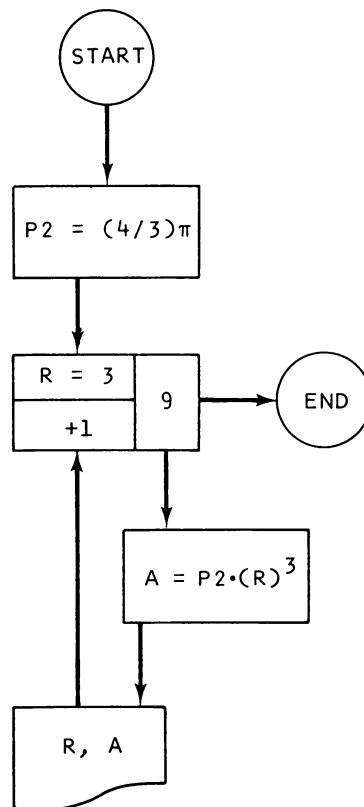 START
P2 = (4/3)π
R = 3
+1
9
END
A = P2•(R)³
R, A